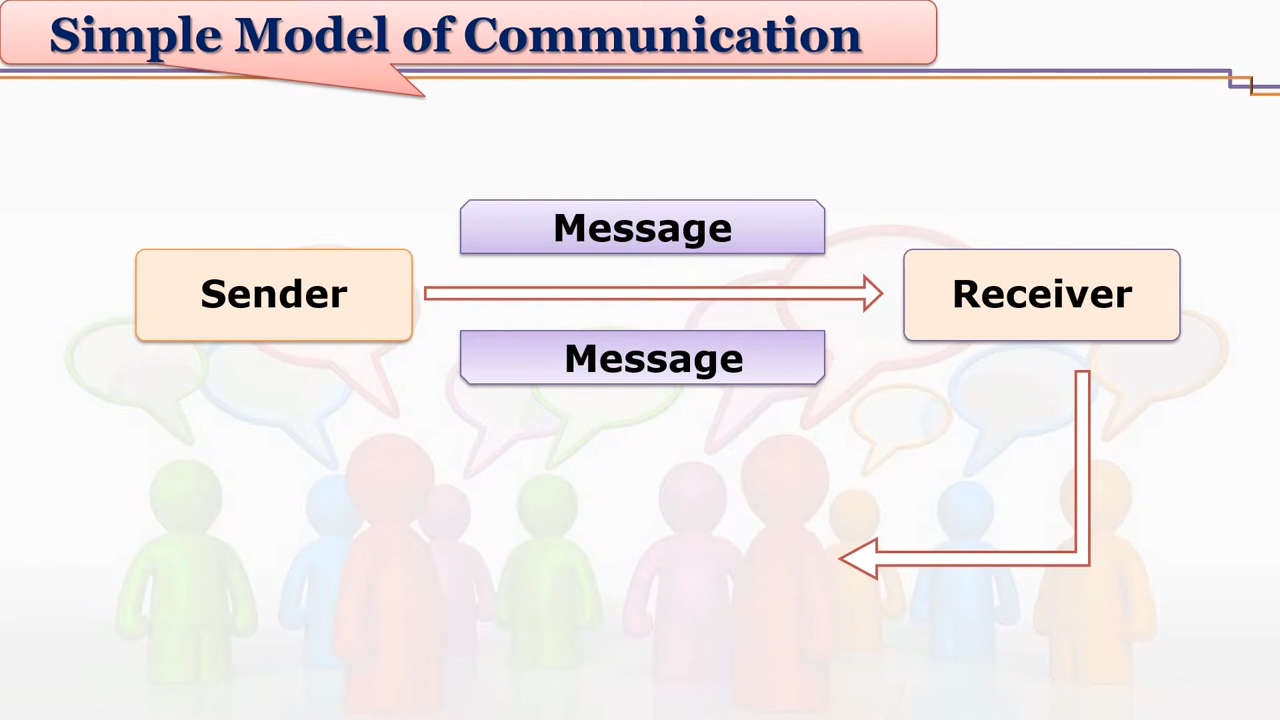 Simple Model of Communication
Message
Sender
Receiver
Message